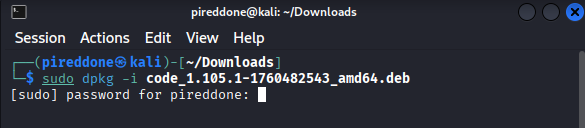 pireddone@kali: ~/Downloads
Session Actions Edit View Help
┌──(pireddone㉿kali)-[~/Downloads]
└─$ sudo dpkg -i code_1.105.1-1760482543_amd64.deb
[sudo] password for pireddone: